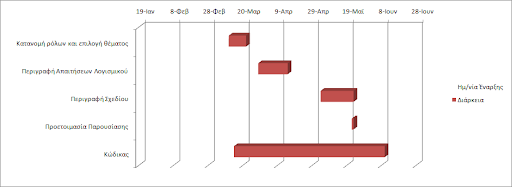 19-Ιαν 8-Φεβ 28-Φεβ 20-Μαρ 9-Απρ 29-Απρ 19-Μαΐ 8-Ιουν 28-Ιουν
Κατανομή ρόλων και επιλογή θέματος
Περιγραφή Απαιτήσεων Λογισμικού
Περιγραφή Σχεδίου
Προετοιμασία Παρουσίασης
Κώδικας
Ημ/νία Έναρξης
Διάρκεια